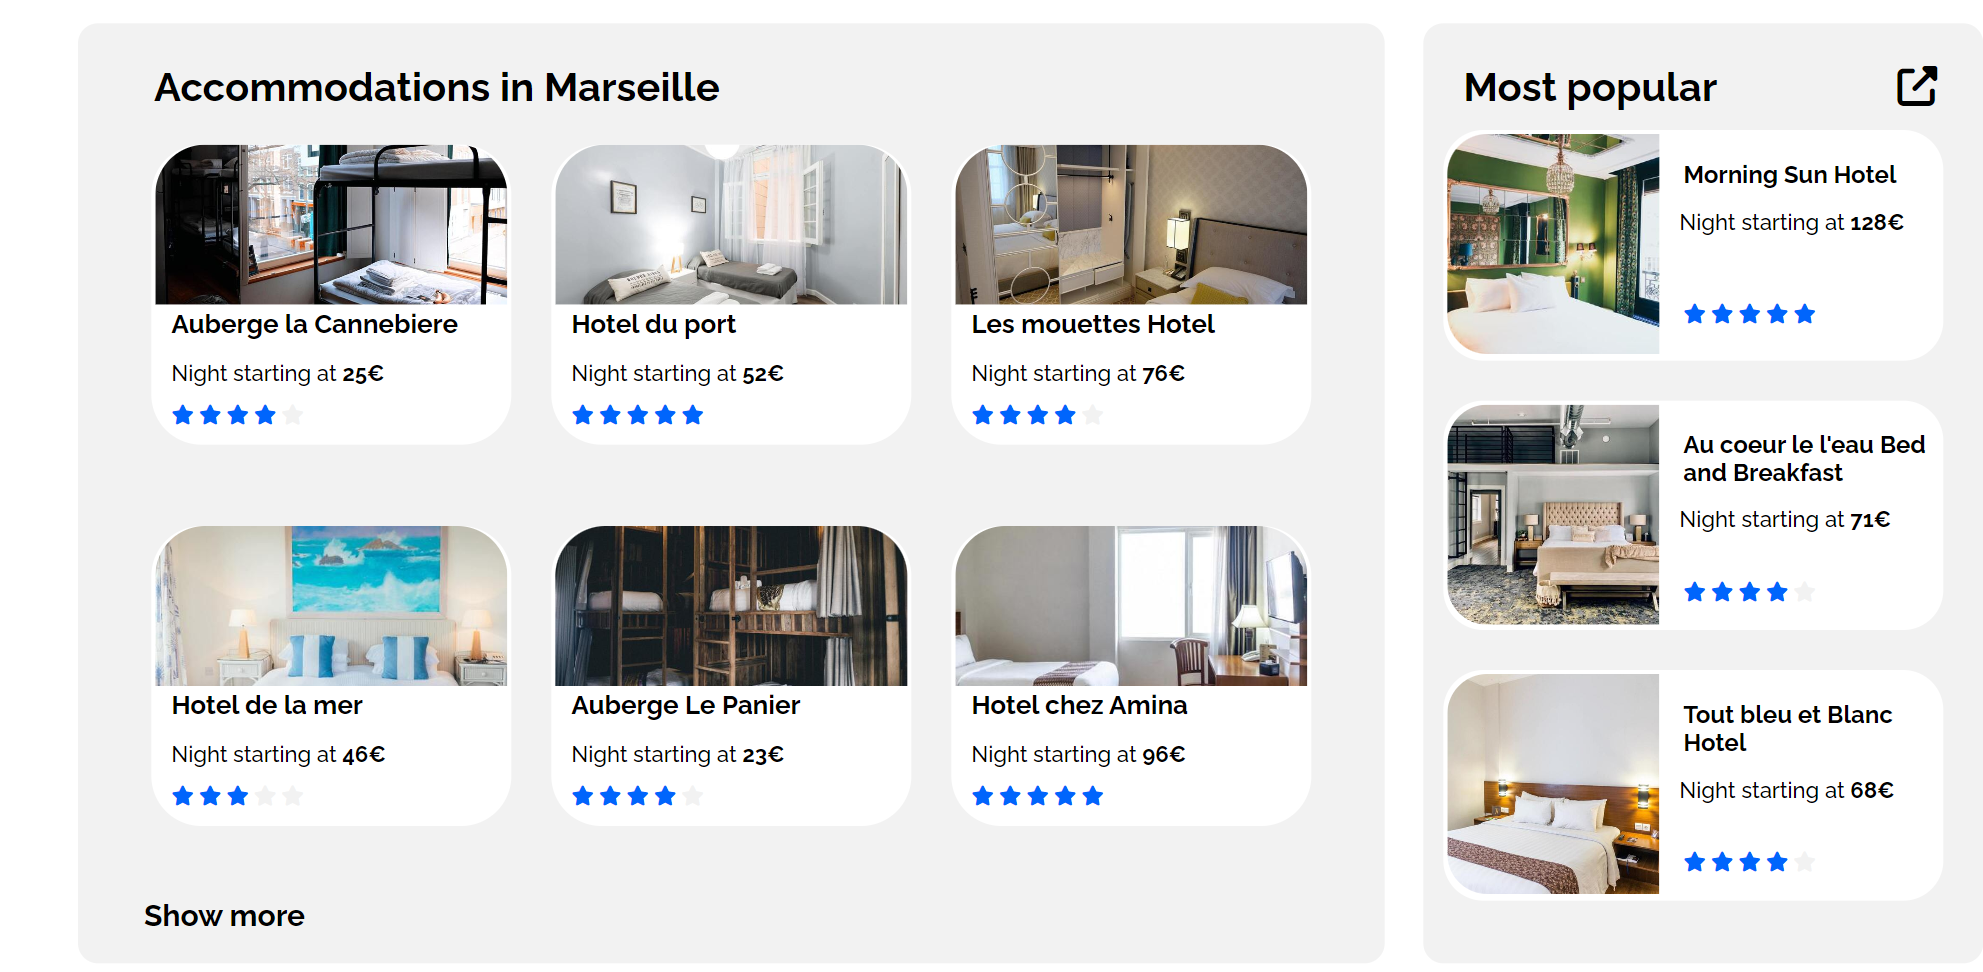 Accommodations in Marseille
Auberge la Cannebiere
Night starting at 25€
Hotel du port
Night starting at 52€
Les mouettes Hotel
Night starting at 76€
Hotel de la mer
Night starting at 46€
Auberge Le Panier
Night starting at 23€
Hotel chez Amina
Night starting at 96€
Show more
Most popular
Morning Sun Hotel
Night starting at 128€
Au coeur le l'eau Bed
and Breakfast
Night starting at 71€
Tout bleu et Blanc
Hotel
Night starting at 68€